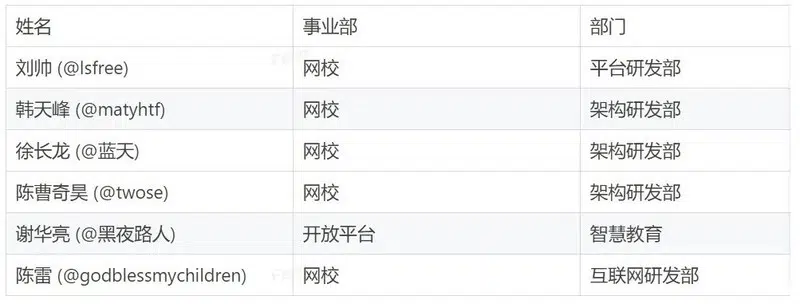 姓名 事业部 部门
刘帅 (@lsfree) 网校 平台研发部
韩天峰 (@matyhtf) 网校 架构研发部
徐长龙 (@蓝天) 网校 架构研发部
陈曹奇昊 (@twose) 网校 架构研发部
谢华亮 (@黑夜路人) 开放平台 智慧教育
陈雷 (@godblessmychildren) 网校 互联网研发部